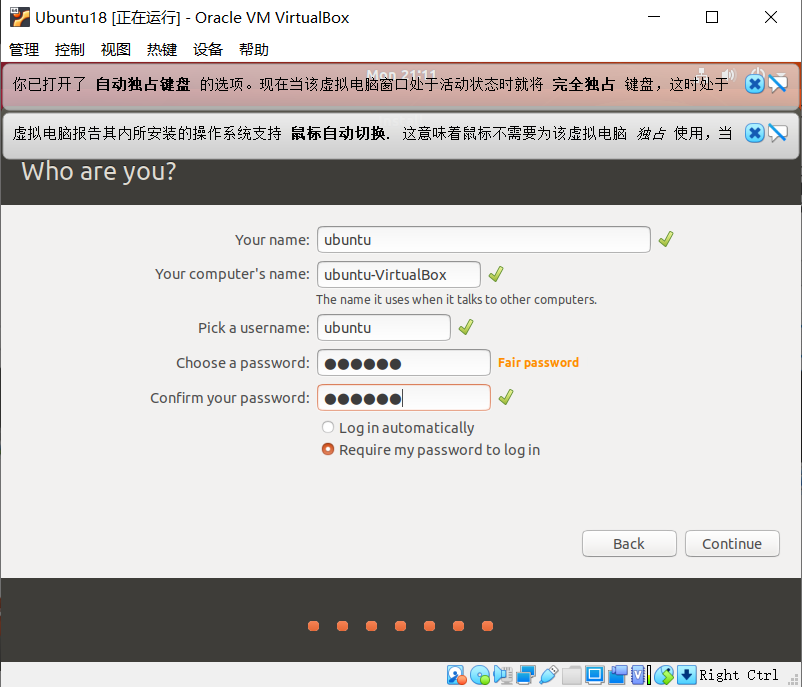 Ubuntu18 [正在运行] - Oracle VM VirtualBox
管理 控制 视图 热键 设备 帮助
Mon 21:11
你已打开了 自动独占键盘 的选项。现在当该虚拟电脑窗口处于活动状态时就将 完全独占 键盘，这时处于
虚拟电脑报告其内所安装的操作系统支持 鼠标自动切换. 这意味着鼠标不需要为该虚拟电脑 独占 使用，当
Who are you?
Your name: ubuntu
Your computer's name: ubuntu-VirtualBox
The name it uses when it talks to other computers.
Pick a username: ubuntu
Choose a password: ●●●●●● Fair password
Confirm your password: ●●●●●●
Log in automatically
Require my password to log in
Back Continue
Right Ctrl